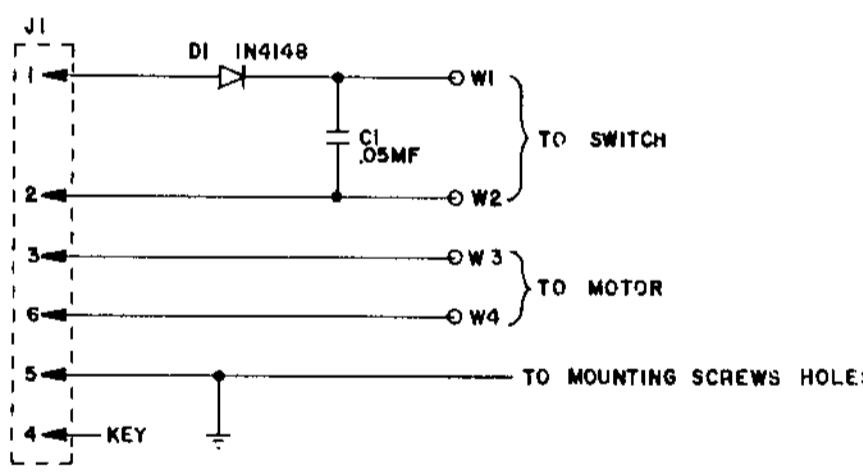 J1
D1 1N4148
1
W1
C1
.05MF
TO SWITCH
2
W2
3
W3
TO MOTOR
6
W4
5
TO MOUNTING SCREWS HOLES
4
KEY